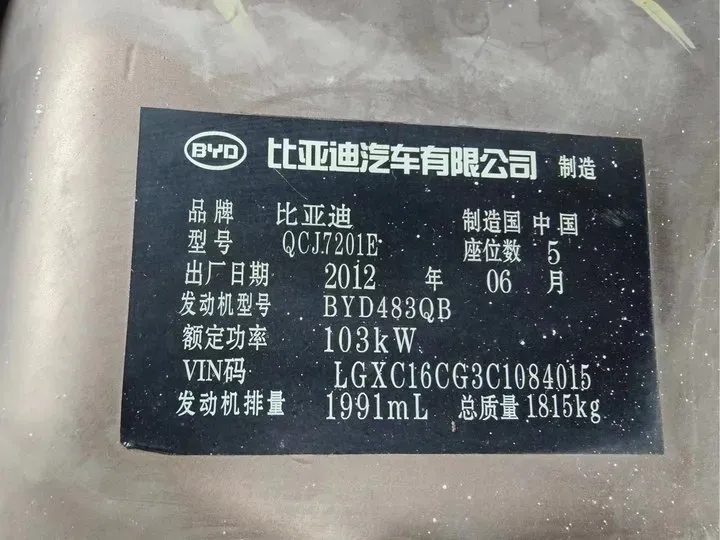 BYD 比亚迪汽车有限公司 制造
品牌 比亚迪 制造国 中国
型号 QCJ7201E 座位数 5
出厂日期 2012 年 06 月
发动机型号 BYD483QB
额定功率 103kW
VIN码 LGXC16CG3C1084015
发动机排量 1991mL 总质量 1815kg